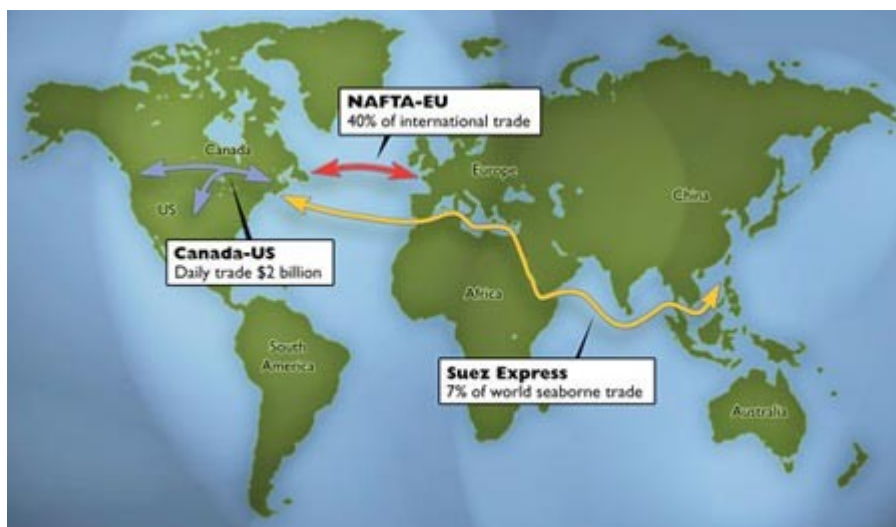 NAFTA-EU
40% of international trade
Canada
Europe
China
US
Canada-US
Daily trade $2 billion
Africa
South
America
Suez Express
7% of world seaborne trade
Australia